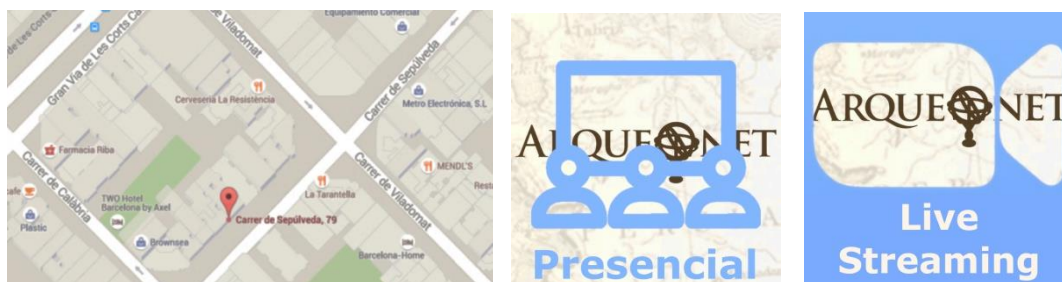 Equipamiento Comercial
Gran Via de Les Corts Ca
Carrer de Viladomat
Carrer de Sepúlveda
Cervesería La Resistència
Metro Electrónica, S.L
Farmacia Riba
MENDL'S
Rest
Carrer de Calàbria
TWO Hotel
Barcelona by Axel
La Tarantella
Carrer de Viladomat
Carrer de Sepúlveda, 79
afe
Plastic
Brownsea
Barcelona-Home
ARQUEONET
Presencial
ARQUEONET
Live
Streaming